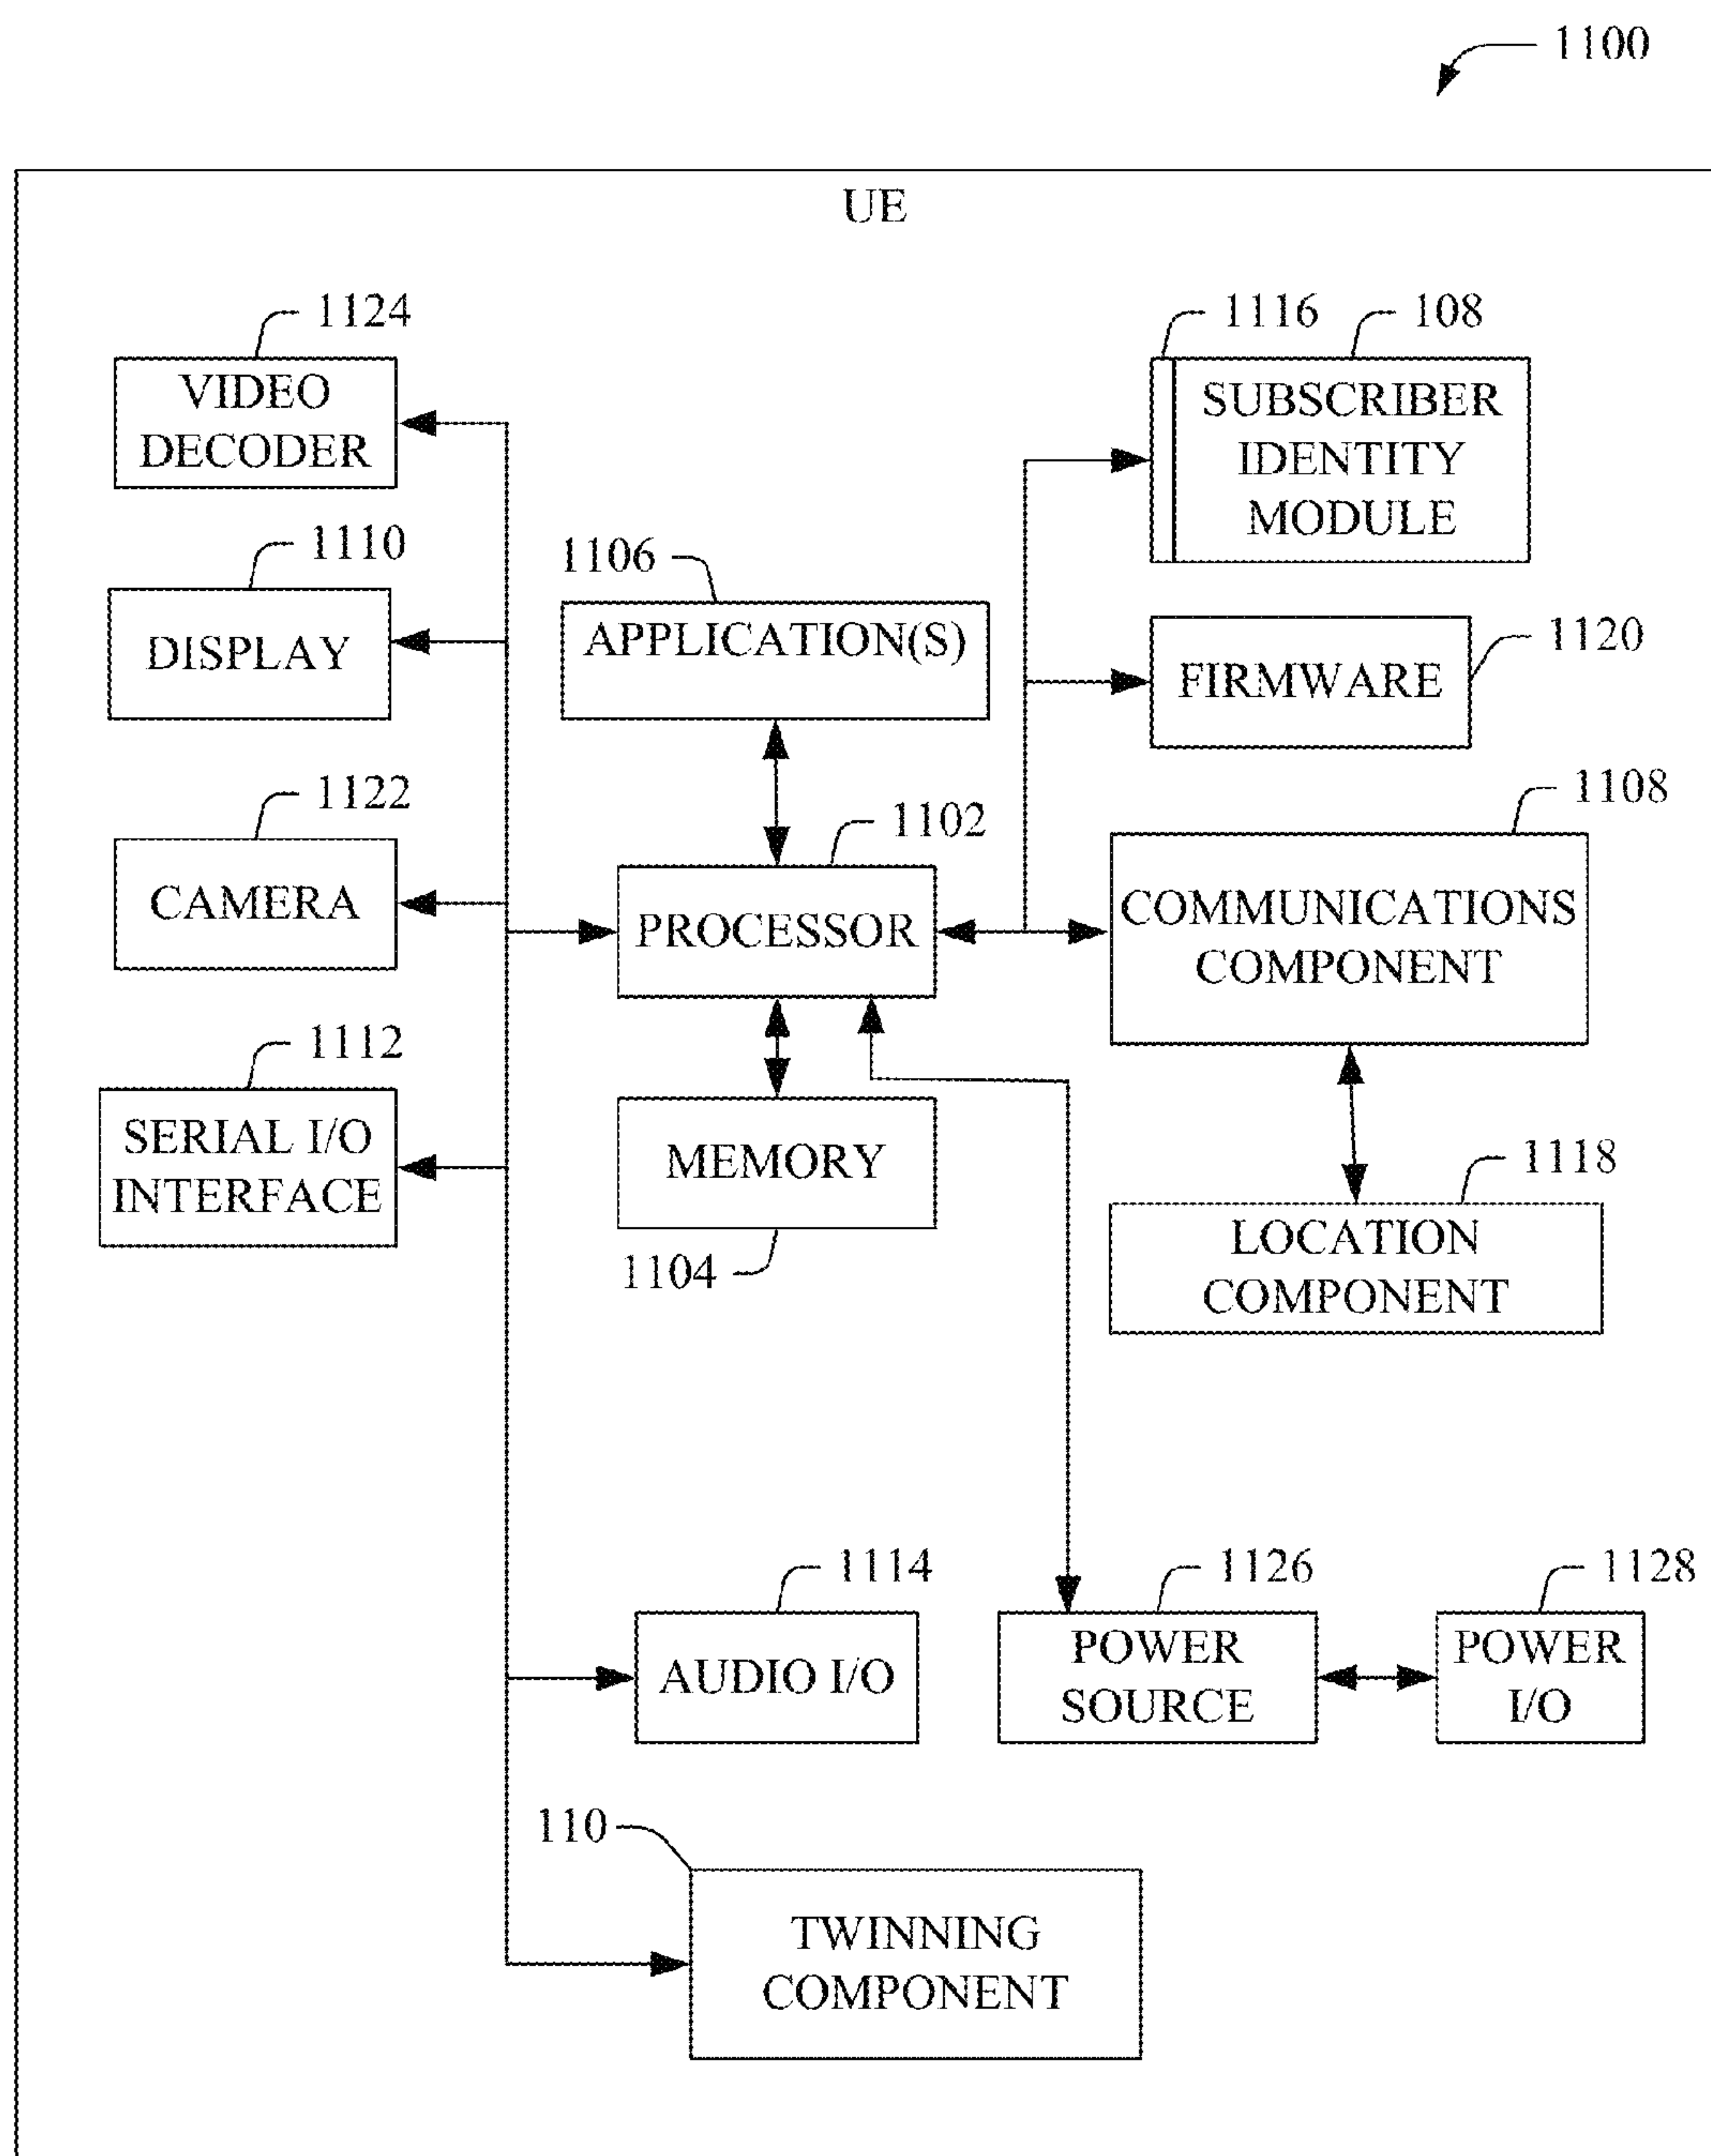 1100
UE
1124
VIDEO
DECODER
1116
108
SUBSCRIBER
IDENTITY
MODULE
1110
DISPLAY
1106
APPLICATION(S)
1120
FIRMWARE
1122
CAMERA
1102
PROCESSOR
1108
COMMUNICATIONS
COMPONENT
1112
SERIAL I/O
INTERFACE
MEMORY
1104
1118
LOCATION
COMPONENT
1114
AUDIO I/O
1126
POWER
SOURCE
1128
POWER
I/O
110
TWINNING
COMPONENT